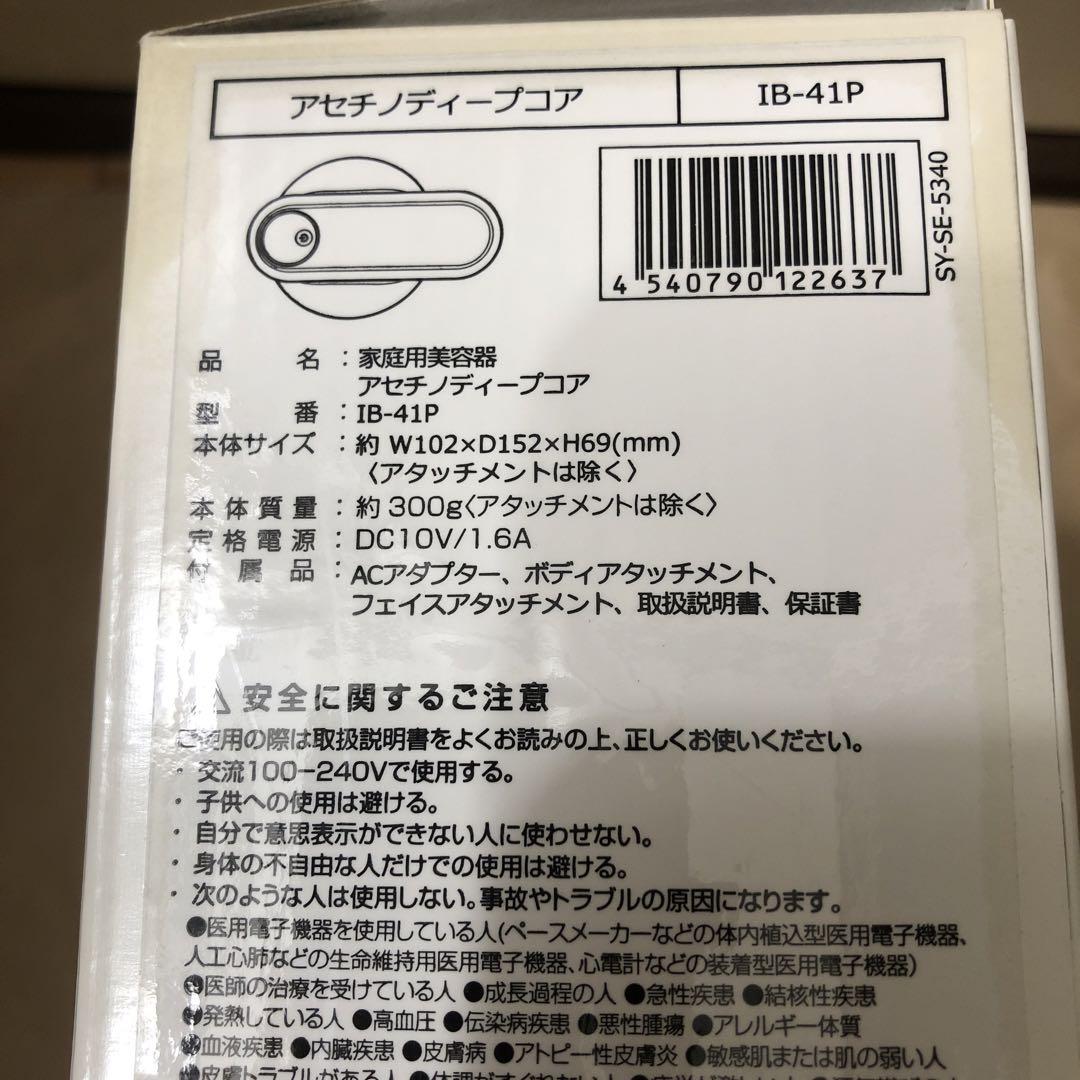 アセチノディープコア IB-41P
SY-SE-5340
4 540790 122637
品名：家庭用美容器
アセチノディープコア
型番：IB-41P
本体サイズ：約 W102×D152×H69(mm)
〈アタッチメントは除く〉
本体質量：約 300g〈アタッチメントは除く〉
定格電源：DC10V/1.6A
付属品：ACアダプター、ボディアタッチメント、
フェイスアタッチメント、取扱説明書、保証書
⚠安全に関するご注意
ご使用の際は取扱説明書をよくお読みの上、正しくお使いください。
・交流100-240Vで使用する。
・子供への使用は避ける。
・自分で意思表示ができない人に使わせない。
・身体の不自由な人だけでの使用は避ける。
・次のような人は使用しない。事故やトラブルの原因になります。
●医用電子機器を使用している人(ペースメーカーなどの体内植込型医用電子機器、
人工心肺などの生命維持用医用電子機器、心電計などの装着型医用電子機器)
●医師の治療を受けている人 ●成長過程の人 ●急性疾患 ●結核性疾患
●発熱している人 ●高血圧 ●伝染病疾患 ●悪性腫瘍 ●アレルギー体質
●血液疾患 ●内臓疾患 ●皮膚病 ●アトピー性皮膚炎 ●敏感肌または肌の弱い人
●皮膚トラブルがある人 ●体調がすぐれない人